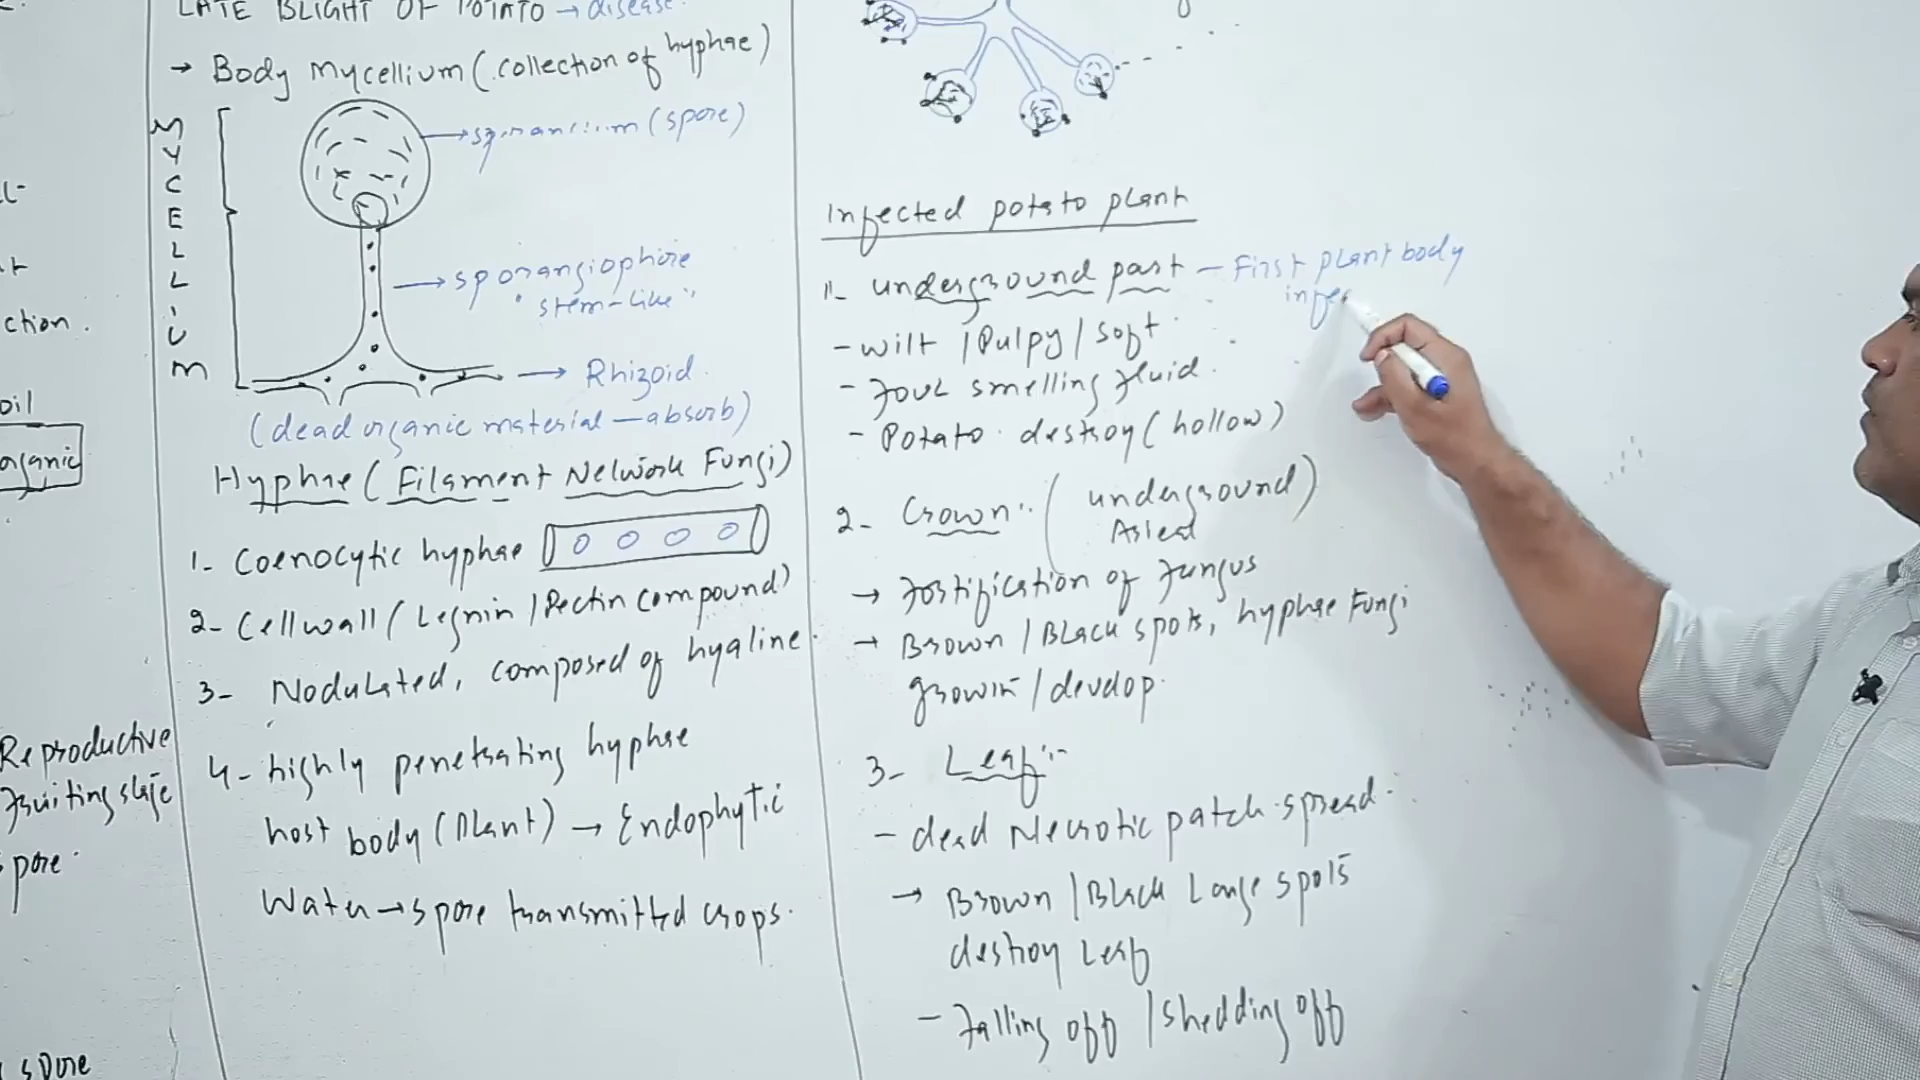 LATE BLIGHT OF POTATO → disease.
→ Body Mycellium (collection of hyphae)
MYCELLIUM
(spore)
→ sporangiophore
"stem-like"
→ Rhizoid.
(dead organic material — absorb)
Hyphae (Filament Network Fungi)
1- Coenocytic hyphae
2- Cellwall (Legnin / Pectin compound)
3- Nodulated, composed of hyaline.
4- highly penetrating hyphae
host body (Plant) → Endophytic
Water → spore transmitted crops.
ction.
oil
organic
Reproductive
fruiting stage
spore.
spore
Infected potato plant
1- underground part — First plant body
infec
- wilt / Pulpy / soft
- Foul smelling fluid.
- Potato destroy (hollow)
2- Crown:- (underground)
→ Fortification of fungus
→ Brown / Black spots, hyphae Fungi
growth / develop.
3- Leaf:-
- dead Necrotic patch spread.
→ Brown / Black Large spots
destroy Leaf
- Falling off / shedding off